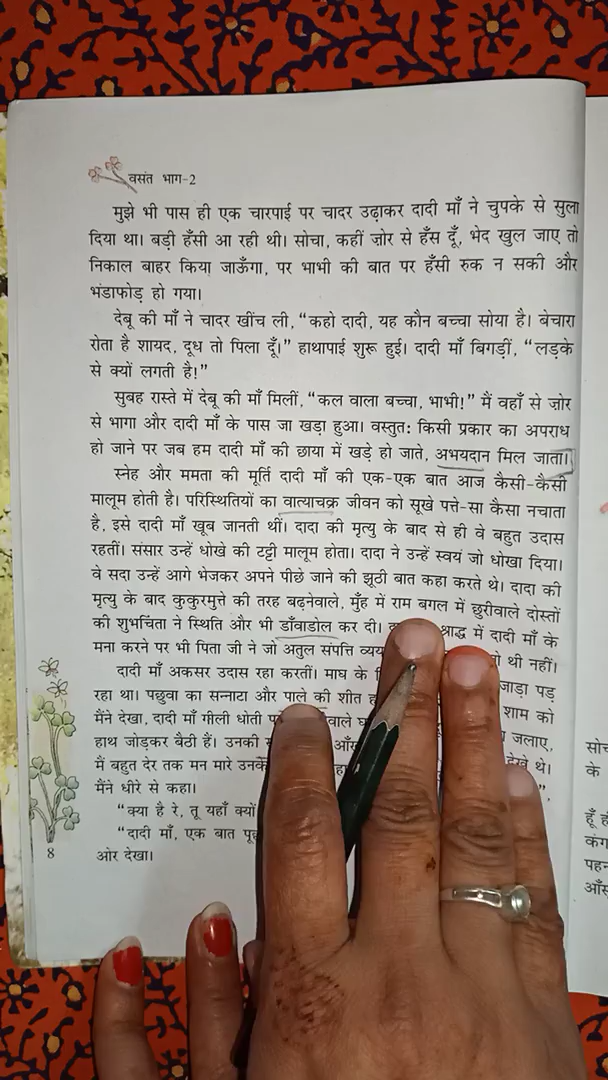 वसंत भाग-2
मुझे भी पास ही एक चारपाई पर चादर उढ़ाकर दादी माँ ने चुपके से सुला
दिया था। बड़ी हँसी आ रही थी। सोचा, कहीं ज़ोर से हँस दूँ, भेद खुल जाए तो
निकाल बाहर किया जाऊँगा, पर भाभी की बात पर हँसी रुक न सकी और
भंडाफोड़ हो गया।
देबू की माँ ने चादर खींच ली, “कहो दादी, यह कौन बच्चा सोया है। बेचारा
रोता है शायद, दूध तो पिला दूँ।” हाथापाई शुरू हुई। दादी माँ बिगड़ीं, “लड़के
से क्यों लगती है!”
सुबह रास्ते में देबू की माँ मिलीं, “कल वाला बच्चा, भाभी!” मैं वहाँ से ज़ोर
से भागा और दादी माँ के पास जा खड़ा हुआ। वस्तुतः किसी प्रकार का अपराध
हो जाने पर जब हम दादी माँ की छाया में खड़े हो जाते, अभयदान मिल जाता।
स्नेह और ममता की मूर्ति दादी माँ की एक-एक बात आज कैसी-कैसी
मालूम होती है। परिस्थितियों का वात्याचक्र जीवन को सूखे पत्ते-सा कैसा नचाता
है, इसे दादी माँ खूब जानती थीं। दादा की मृत्यु के बाद से ही वे बहुत उदास
रहतीं। संसार उन्हें धोखे की टट्टी मालूम होता। दादा ने उन्हें स्वयं जो धोखा दिया।
वे सदा उन्हें आगे भेजकर अपने पीछे जाने की झूठी बात कहा करते थे। दादा की
मृत्यु के बाद कुकुरमुत्ते की तरह बढ़नेवाले, मुँह में राम बगल में छुरीवाले दोस्तों
की शुभचिंता ने स्थिति और भी डाँवाडोल कर दी। श्राद्ध में दादी माँ के
मना करने पर भी पिता जी ने जो अतुल संपत्ति व्यय थी नहीं।
दादी माँ अकसर उदास रहा करतीं। माघ के जाड़ा पड़
रहा था। पछुवा का सन्नाटा और पाले की शीत शाम को
मैंने देखा, दादी माँ गीली धोती जलाए,
हाथ जोड़कर बैठी हैं। उनकी देखे थे।
मैं बहुत देर तक मन मारे उनके
मैंने धीरे से कहा।
“क्या है रे, तू यहाँ क्यों
“दादी माँ, एक बात
8
ओर देखा।
के
हूँ